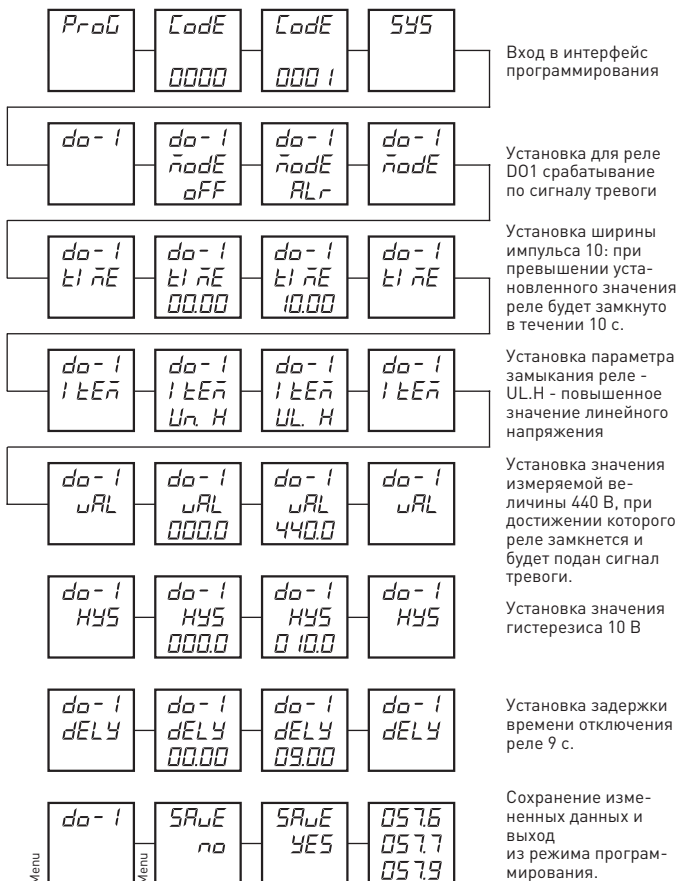 ProG
CodE
0000
CodE
0001
SYS
Вход в интерфейс
программирования
do-1
do-1
modE
oFF
do-1
modE
ALr
do-1
modE
Установка для реле
DO1 срабатывание
по сигналу тревоги
do-1
tImE
do-1
tImE
00.00
do-1
tImE
10.00
do-1
tImE
Установка ширины
импульса 10: при
превышении уста-
новленного значения
реле будет замкнуто
в течении 10 с.
do-1
ItEm
do-1
ItEm
Un. H
do-1
ItEm
UL. H
do-1
ItEm
Установка параметра
замыкания реле -
UL.H - повышенное
значение линейного
напряжения
do-1
vAL
do-1
vAL
000.0
do-1
vAL
440.0
do-1
vAL
Установка значения
измеряемой ве-
личины 440 В, при
достижении которого
реле замкнется и
будет подан сигнал
тревоги.
do-1
HYS
do-1
HYS
000.0
do-1
HYS
010.0
do-1
HYS
Установка значения
гистерезиса 10 В
do-1
dELY
do-1
dELY
00.00
do-1
dELY
09.00
do-1
dELY
Установка задержки
времени отключения
реле 9 с.
Menu
do-1
Menu
SAvE
no
SAvE
YES
057.6
057.7
057.9
Сохранение изме-
ненных данных и
выход
из режима програм-
мирования.